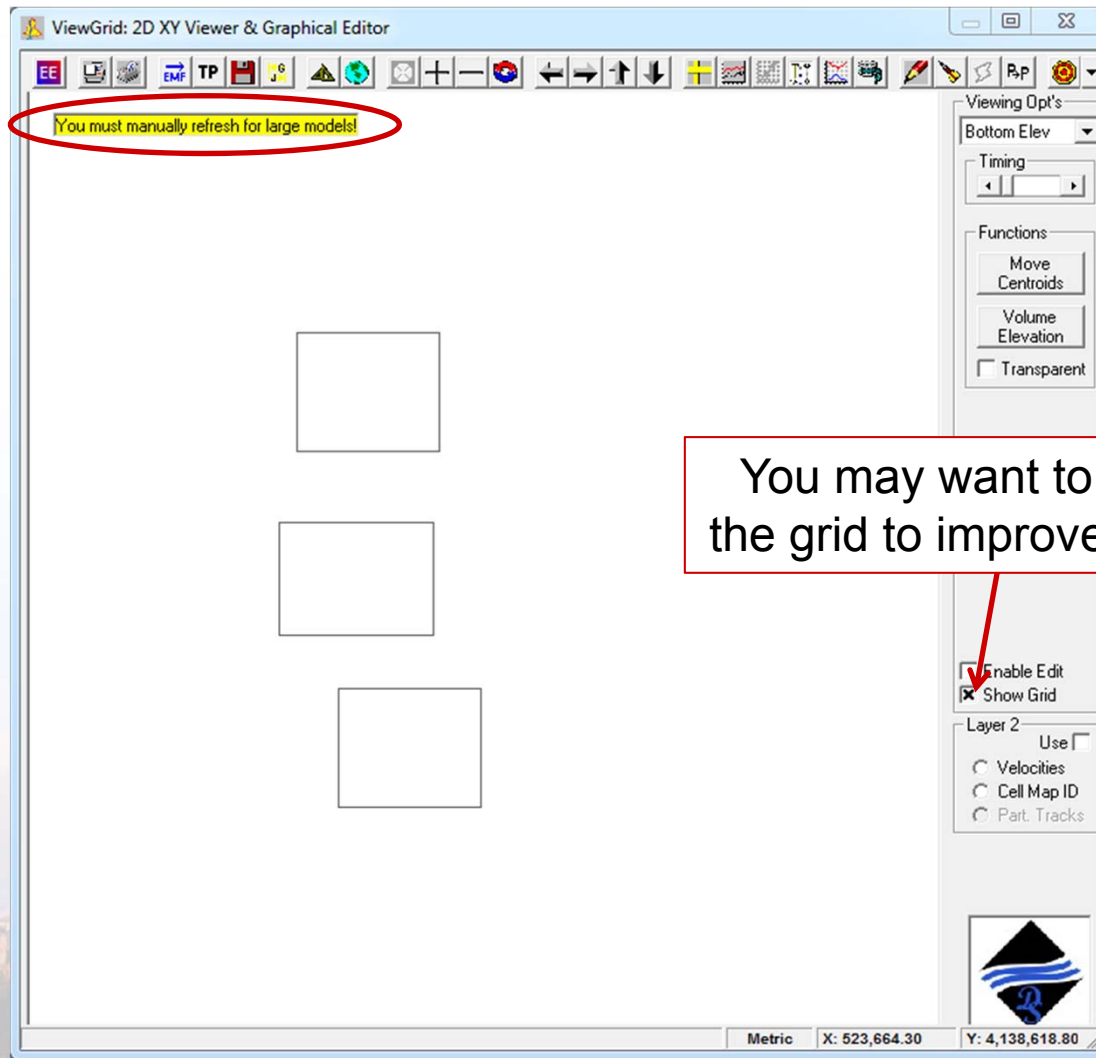 ViewGrid: 2D XY Viewer & Graphical Editor
EE EMF TP
You must manually refresh for large models!
Viewing Opt's
Bottom Elev
Timing
Functions
Move
Centroids
Volume
Elevation
Transparent
You may want to
the grid to improve
Enable Edit
Show Grid
Layer 2
Use
Velocities
Cell Map ID
Part. Tracks
Metric X: 523,664.30 Y: 4,138,618.80